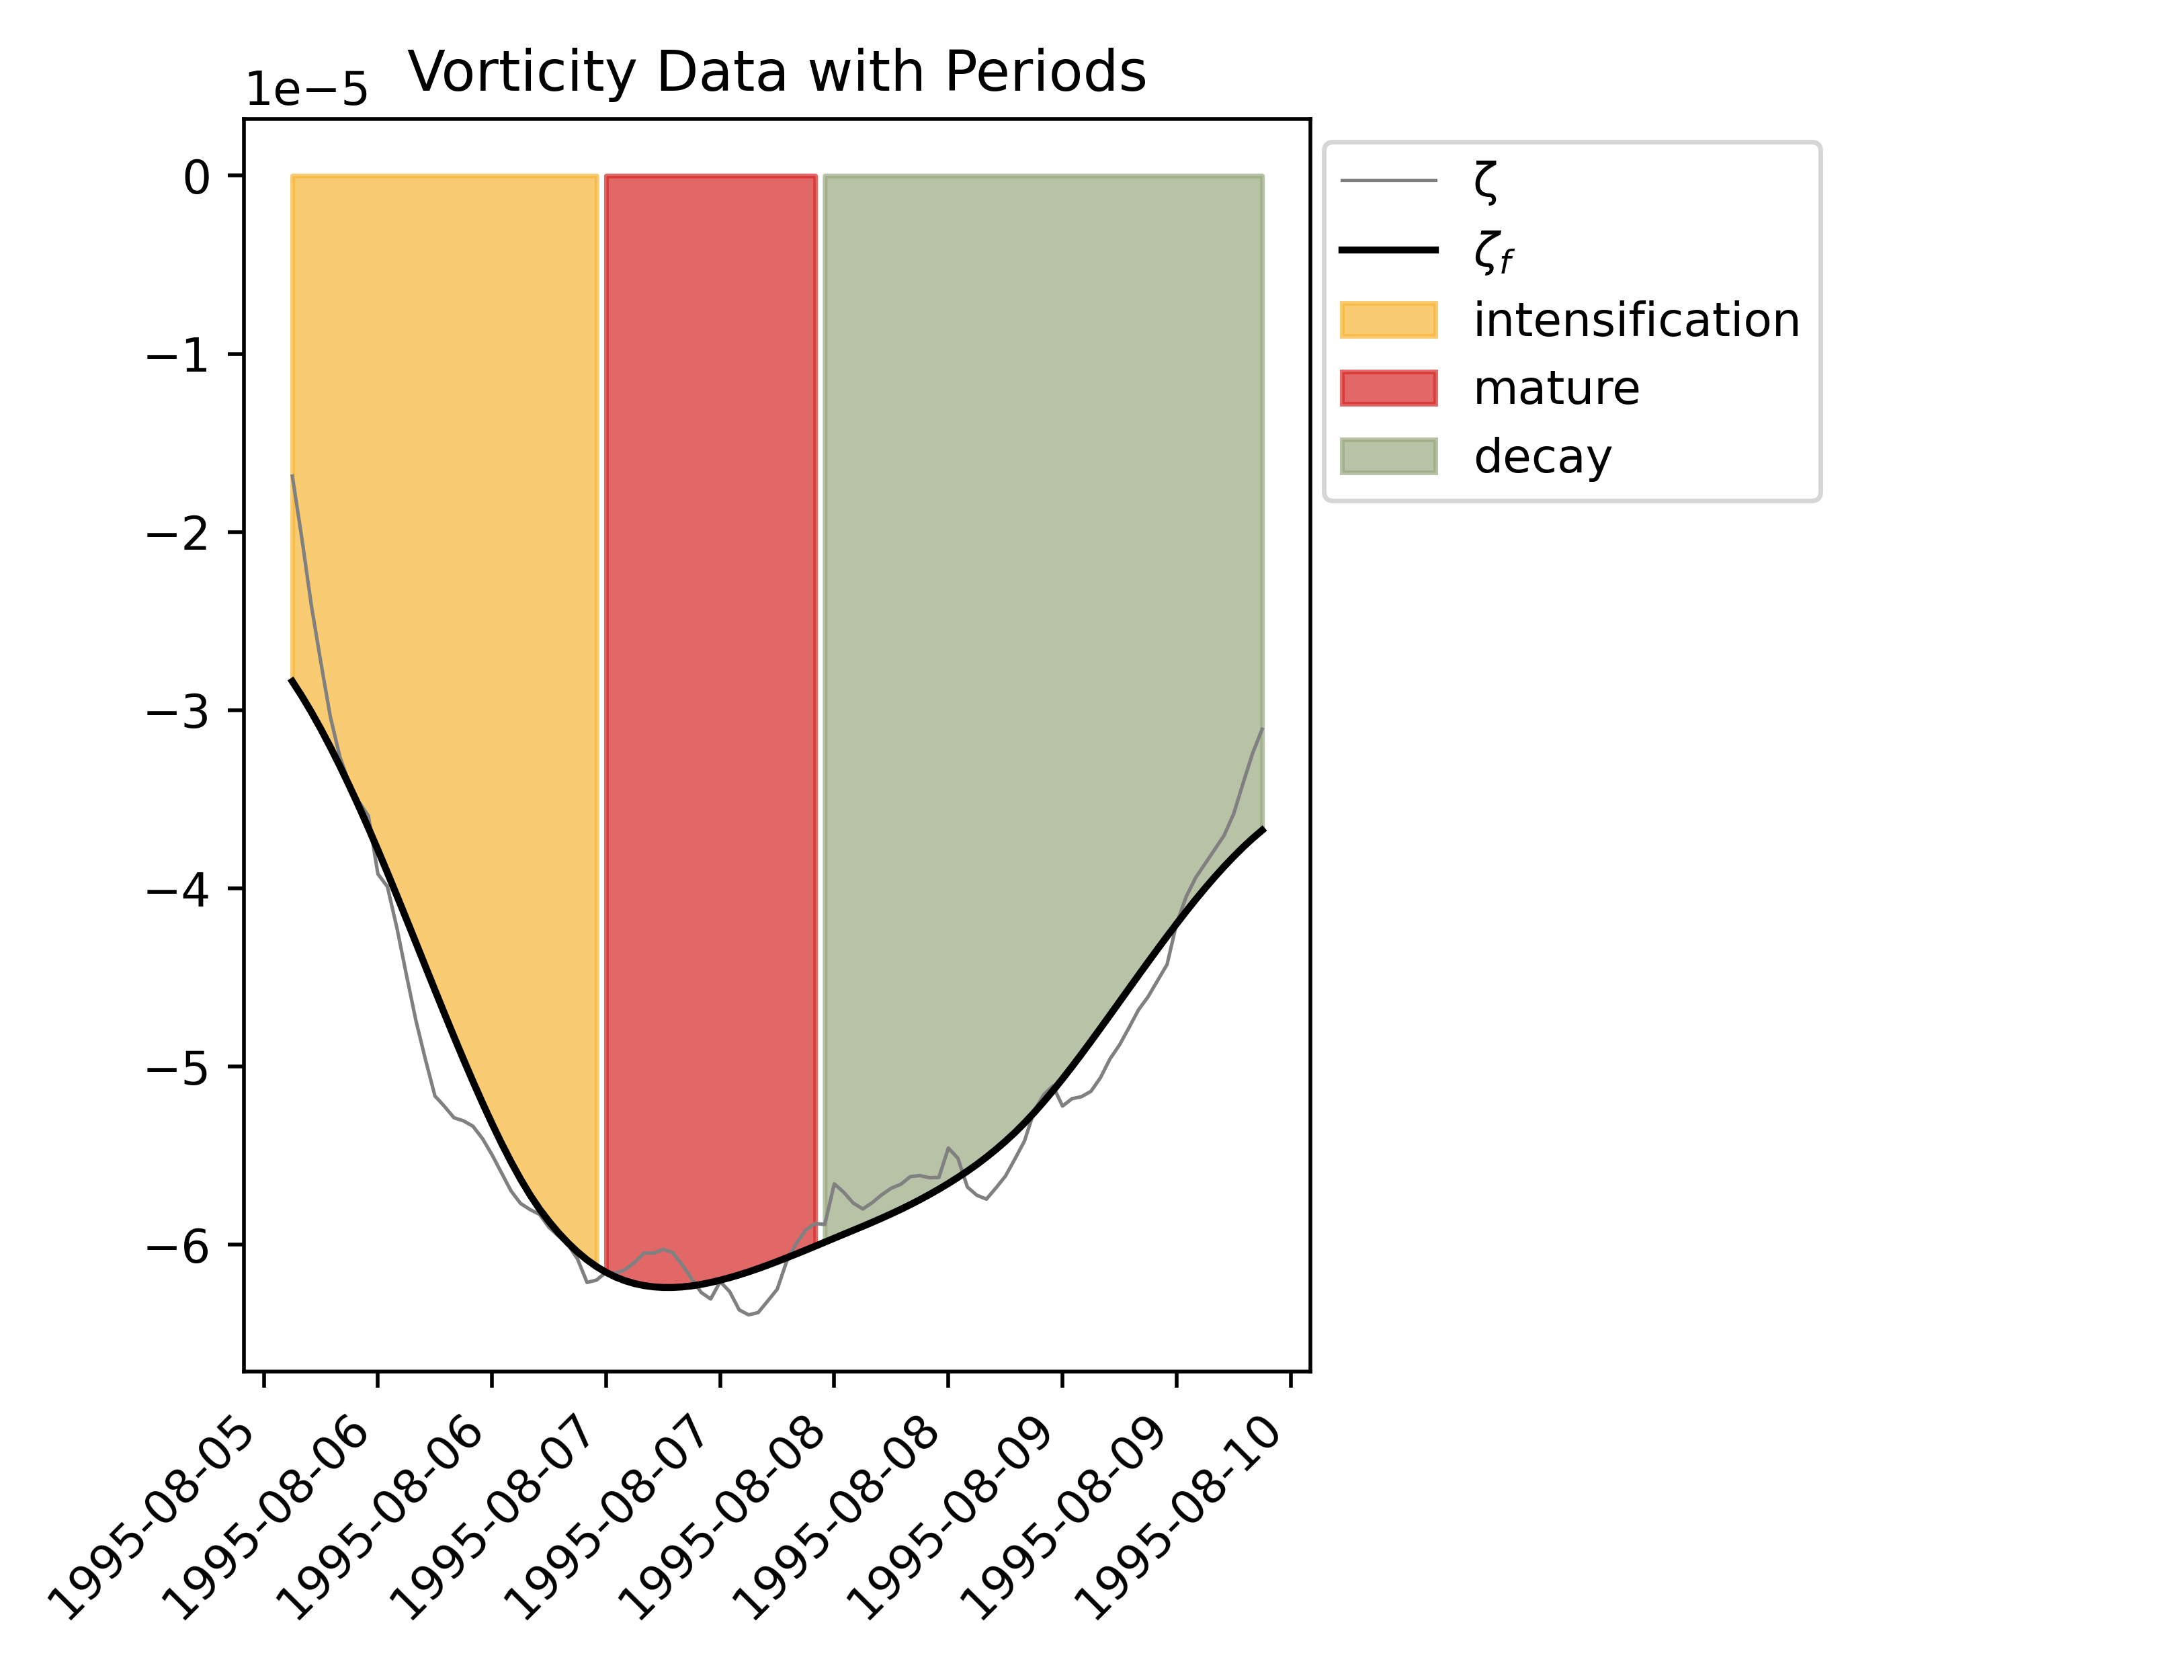 Vorticity Data with Periods
1e−5
0
−1
−2
−3
−4
−5
−6
1995-08-05
1995-08-06
1995-08-06
1995-08-07
1995-08-07
1995-08-08
1995-08-08
1995-08-09
1995-08-09
1995-08-10
ζ
ζf
intensification
mature
decay